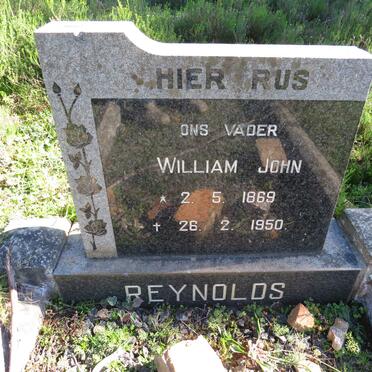 HIER RUS
ONS VADER
WILLIAM JOHN
* 2. 5. 1869
† 26. 2. 1950.
REYNOLDS